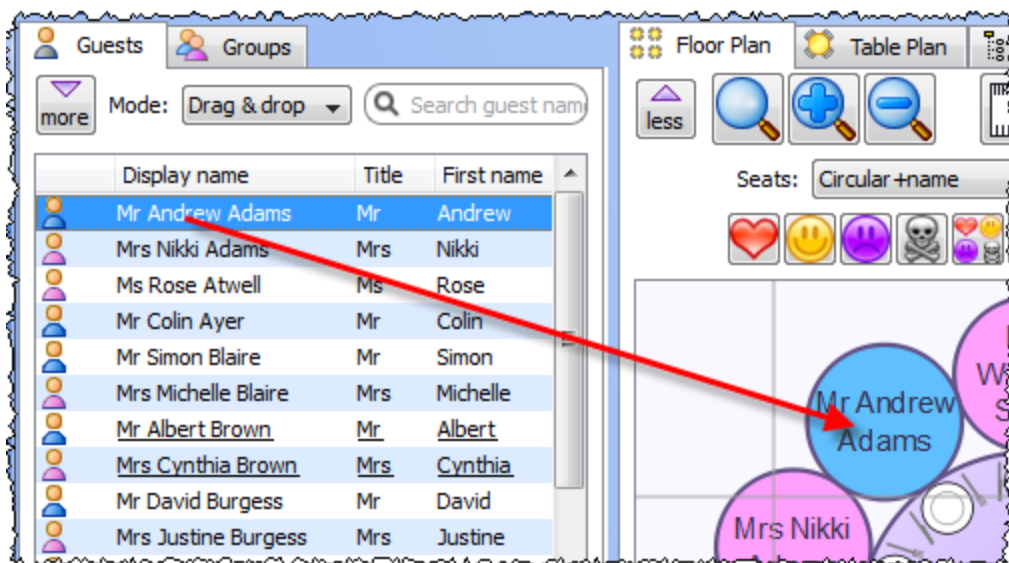 Guests Groups
more Mode: Drag & drop Search guest nam
Display name Title First name
Mr Andrew Adams Mr Andrew
Mrs Nikki Adams Mrs Nikki
Ms Rose Atwell Ms Rose
Mr Colin Ayer Mr Colin
Mr Simon Blaire Mr Simon
Mrs Michelle Blaire Mrs Michelle
Mr Albert Brown Mr Albert
Mrs Cynthia Brown Mrs Cynthia
Mr David Burgess Mr David
Mrs Justine Burgess Mrs Justine
Floor Plan Table Plan
less
Seats: Circular+name
Mr Andrew
Adams
Mrs Nikki